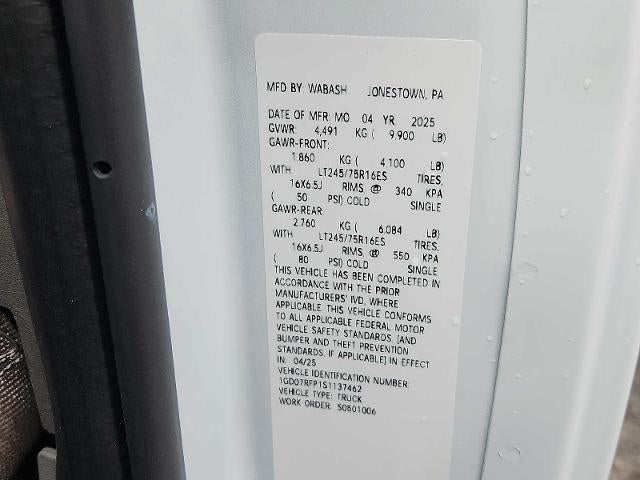 MFD BY: WABASH JONESTOWN, PA
DATE OF MFR: MO. 04 YR. 2025
GVWR: 4,491 KG ( 9,900 LB)
GAWR-FRONT:
1.860 KG ( 4,100 LB)
WITH LT245/75R16ES TIRES,
16X6.5J RIMS, @ 340 KPA
( 50 PSI) COLD SINGLE
GAWR-REAR:
2.760 KG ( 6,084 LB)
WITH LT245/75R16ES TIRES,
16X6.5J RIMS, @ 550 KPA
( 80 PSI) COLD SINGLE
THIS VEHICLE HAS BEEN COMPLETED IN
ACCORDANCE WITH THE PRIOR
MANUFACTURERS' IVD, WHERE
APPLICABLE. THIS VEHICLE CONFORMS
TO ALL APPLICABLE FEDERAL MOTOR
VEHICLE SAFETY STANDARDS, [AND
BUMPER AND THEFT PREVENTION
STANDARDS, IF APPLICABLE] IN EFFECT
IN: 04/25
VEHICLE IDENTIFICATION NUMBER:
1GD07RFP1S1137462
VEHICLE TYPE: TRUCK
WORK ORDER: S0801006